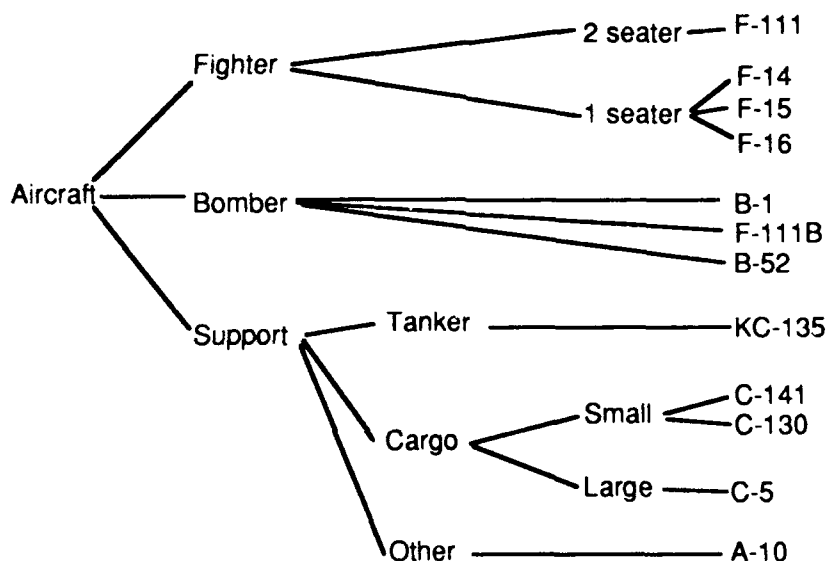 2 seater F-111
Fighter
F-14
1 seater F-15
F-16
Aircraft Bomber B-1
F-111B
B-52
Support Tanker KC-135
C-141
Small
C-130
Cargo
Large C-5
Other A-10